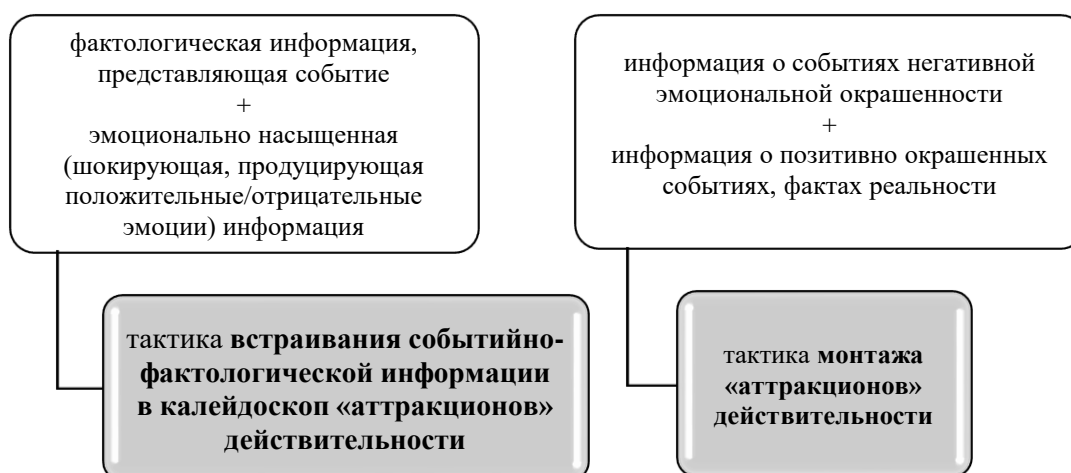 фактологическая информация,
представляющая событие
+
эмоционально насыщенная
(шокирующая, продуцирующая
положительные/отрицательные
эмоции) информация
тактика встраивания событийно-
фактологической информации
в калейдоскоп «аттракционов»
действительности
информация о событиях негативной
эмоциональной окрашенности
+
информация о позитивно окрашенных
событиях, фактах реальности
тактика монтажа
«аттракционов»
действительности